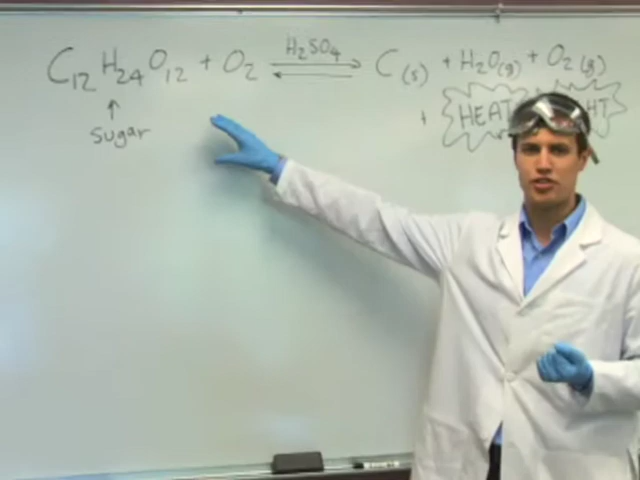 C12H24O12 + O2 ⇌ H2SO4 C(s) + H2O(g) + O2(g)
↑ + HEAT
sugar